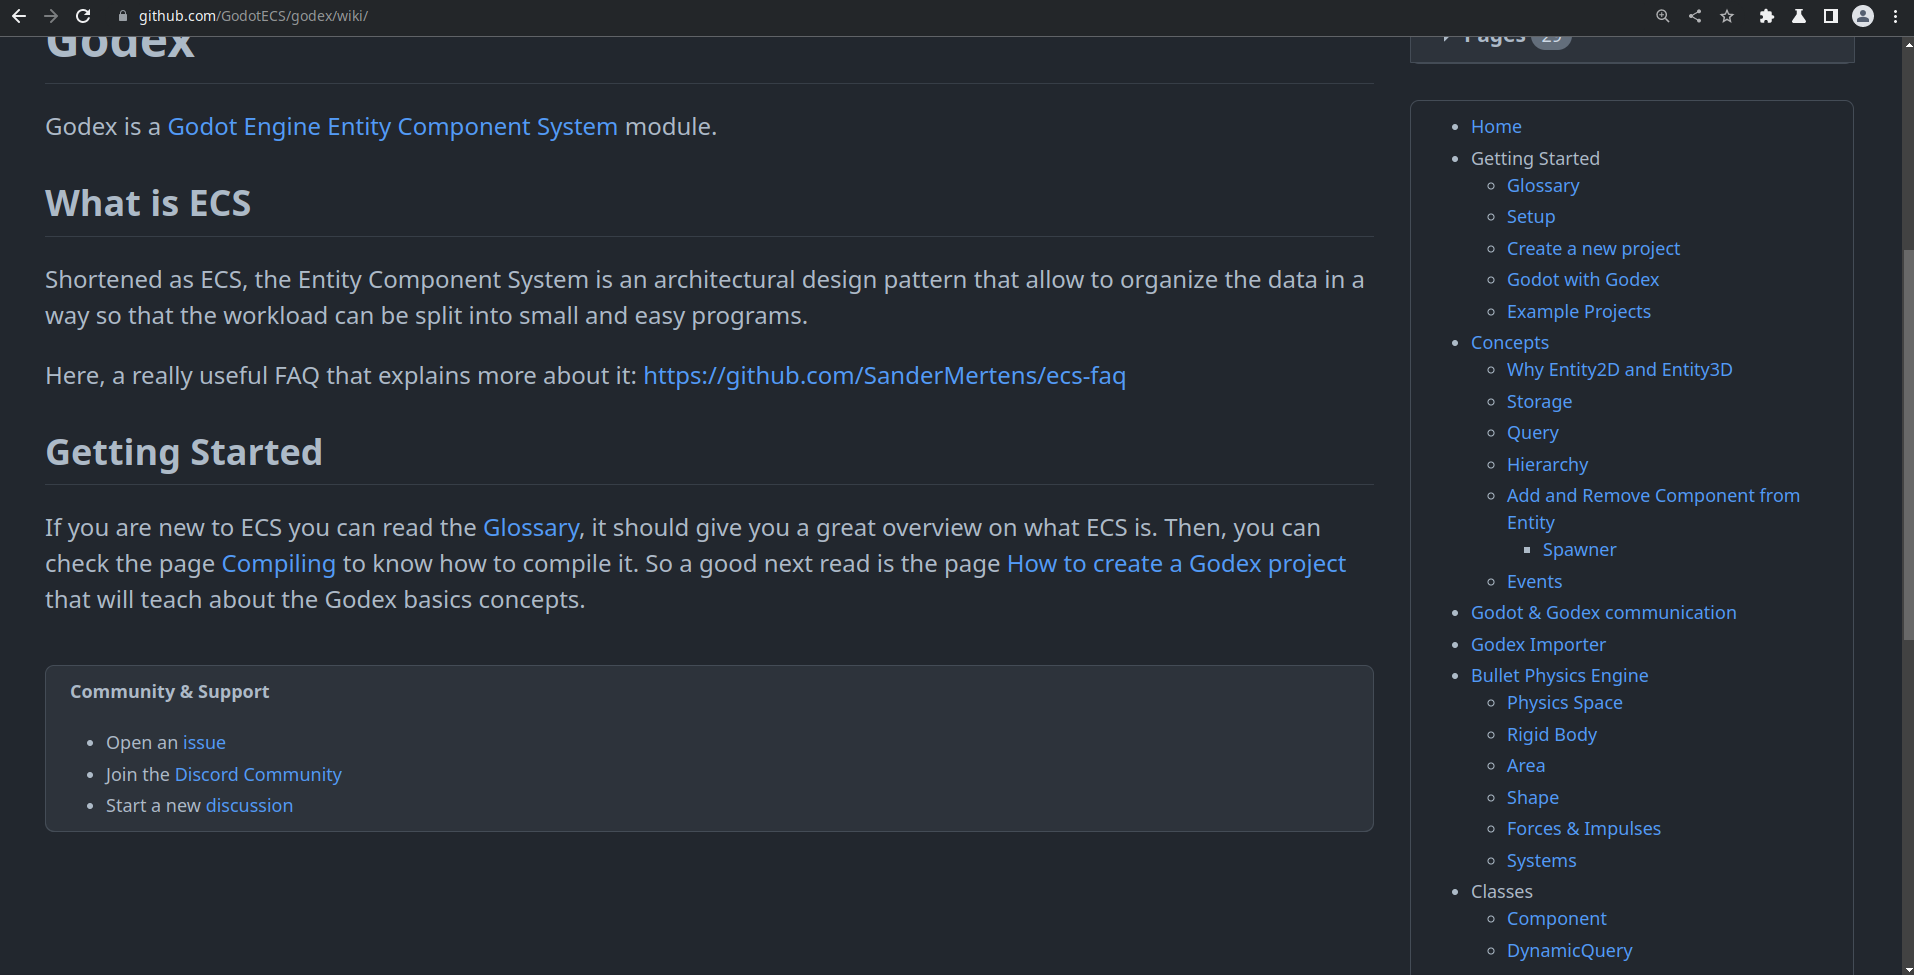 github.com/GodotECS/godex/wiki/
Godex
Godex is a Godot Engine Entity Component System module.
What is ECS
Shortened as ECS, the Entity Component System is an architectural design pattern that allow to organize the data in a
way so that the workload can be split into small and easy programs.
Here, a really useful FAQ that explains more about it: https://github.com/SanderMertens/ecs-faq
Getting Started
If you are new to ECS you can read the Glossary, it should give you a great overview on what ECS is. Then, you can
check the page Compiling to know how to compile it. So a good next read is the page How to create a Godex project
that will teach about the Godex basics concepts.
Community & Support
Open an issue
Join the Discord Community
Start a new discussion
Pages 29
Home
Getting Started
Glossary
Setup
Create a new project
Godot with Godex
Example Projects
Concepts
Why Entity2D and Entity3D
Storage
Query
Hierarchy
Add and Remove Component from
Entity
Spawner
Events
Godot & Godex communication
Godex Importer
Bullet Physics Engine
Physics Space
Rigid Body
Area
Shape
Forces & Impulses
Systems
Classes
Component
DynamicQuery